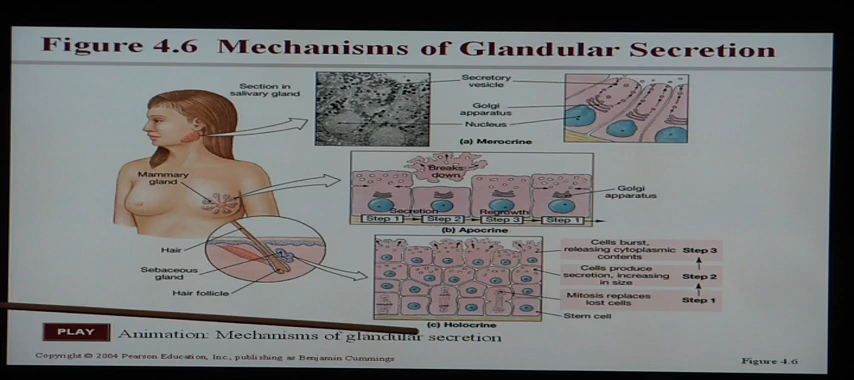 Figure 4.6 Mechanisms of Glandular Secretion
Section in
salivary gland
Secretory
vesicle
Golgi
apparatus
Nucleus
(a) Merocrine
Mammary
gland
Breaks
down
Golgi
apparatus
Secretion
Regrowth
Step 1
Step 2
Step 3
Step 1
(b) Apocrine
Hair
Sebaceous
gland
Hair follicle
Cells burst,
releasing cytoplasmic
contents
Step 3
Cells produce
secretion, increasing
in size
Step 2
Mitosis replaces
lost cells
Step 1
Stem cell
(c) Holocrine
PLAY
Animation: Mechanisms of glandular secretion
Copyright © 2004 Pearson Education, Inc., publishing as Benjamin Cummings
Figure 4.6